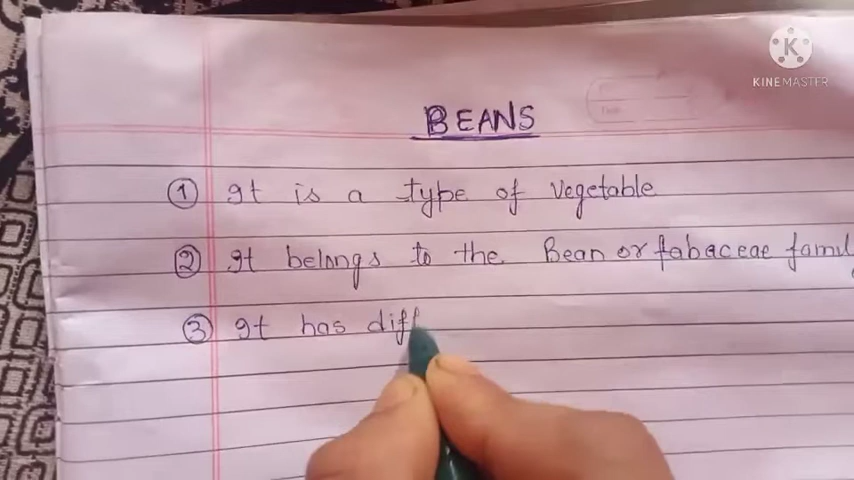 KINEMASTER
BEANS
1 It is a type of vegetable
2 It belongs to the Bean or fabaceae family
3 It has diff